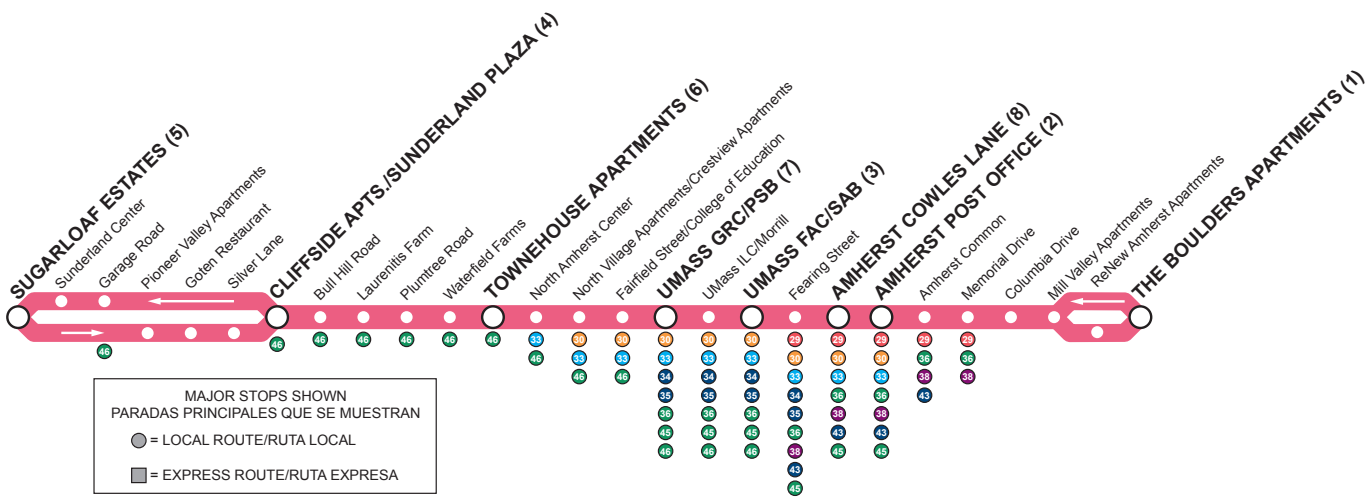 SUGARLOAF ESTATES (5)
Sunderland Center
Garage Road
Pioneer Valley Apartments
Goten Restaurant
Silver Lane
CLIFFSIDE APTS./SUNDERLAND PLAZA (4)
Bull Hill Road
Laurenitis Farm
Plumtree Road
Waterfield Farms
TOWNEHOUSE APARTMENTS (6)
North Amherst Center
North Village Apartments/Crestview Apartments
Fairfield Street/College of Education
UMASS GRC/PSB (7)
UMass ILC/Morrill
UMASS FAC/SAB (3)
Fearing Street
AMHERST COWLES LANE (8)
AMHERST POST OFFICE (2)
Amherst Common
Memorial Drive
Columbia Drive
Mill Valley Apartments
ReNew Amherst Apartments
THE BOULDERS APARTMENTS (1)
46
46
46
46
46
46
46
33
46
30
33
46
30
33
46
30
33
34
35
36
45
46
30
33
34
35
36
45
46
30
33
34
35
36
45
46
29
30
33
34
35
36
38
43
45
29
30
33
36
38
43
45
29
30
33
36
38
43
45
29
36
38
43
29
36
38
MAJOR STOPS SHOWN
PARADAS PRINCIPALES QUE SE MUESTRAN
= LOCAL ROUTE/RUTA LOCAL
= EXPRESS ROUTE/RUTA EXPRESA